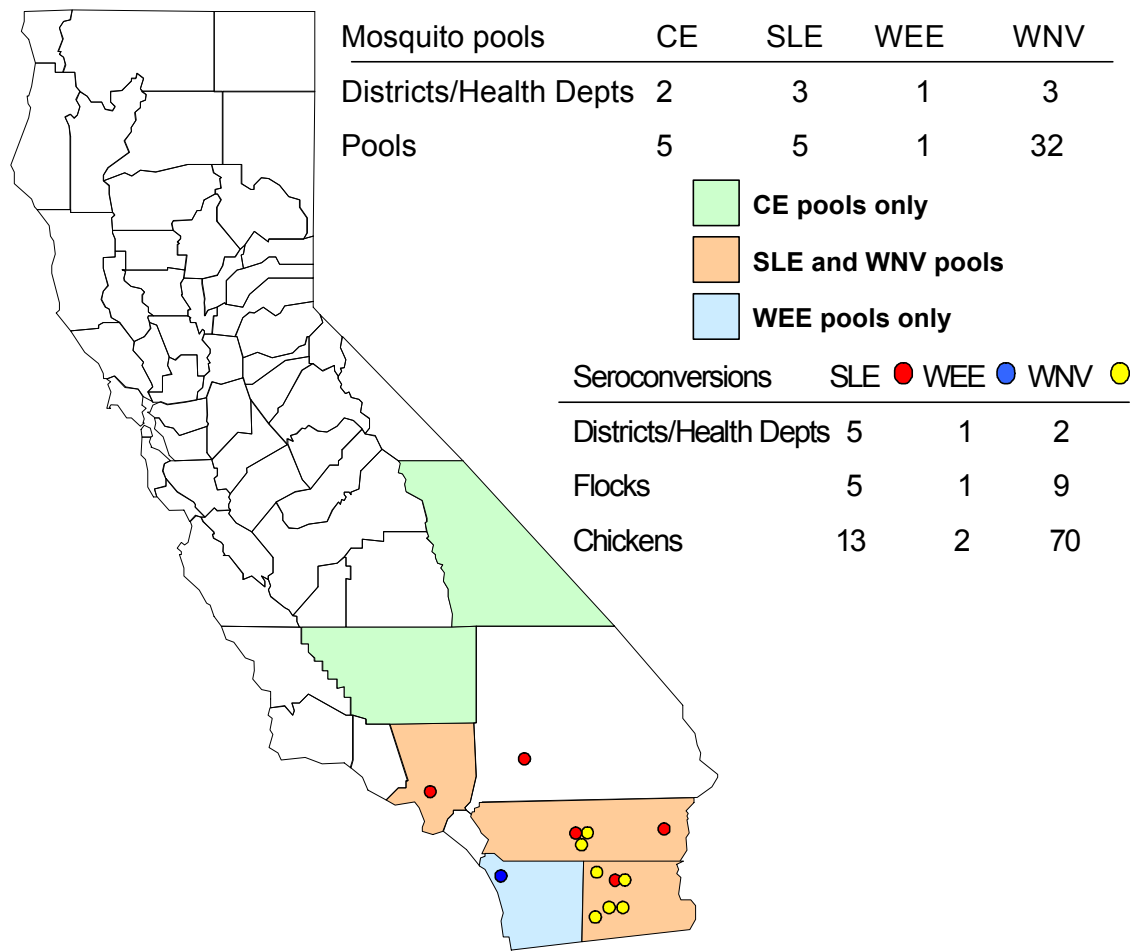 Mosquito pools CE SLE WEE WNV
Districts/Health Depts 2 3 1 3
Pools 5 5 1 32
CE pools only
SLE and WNV pools
WEE pools only
Seroconversions SLE WEE WNV
Districts/Health Depts 5 1 2
Flocks 5 1 9
Chickens 13 2 70